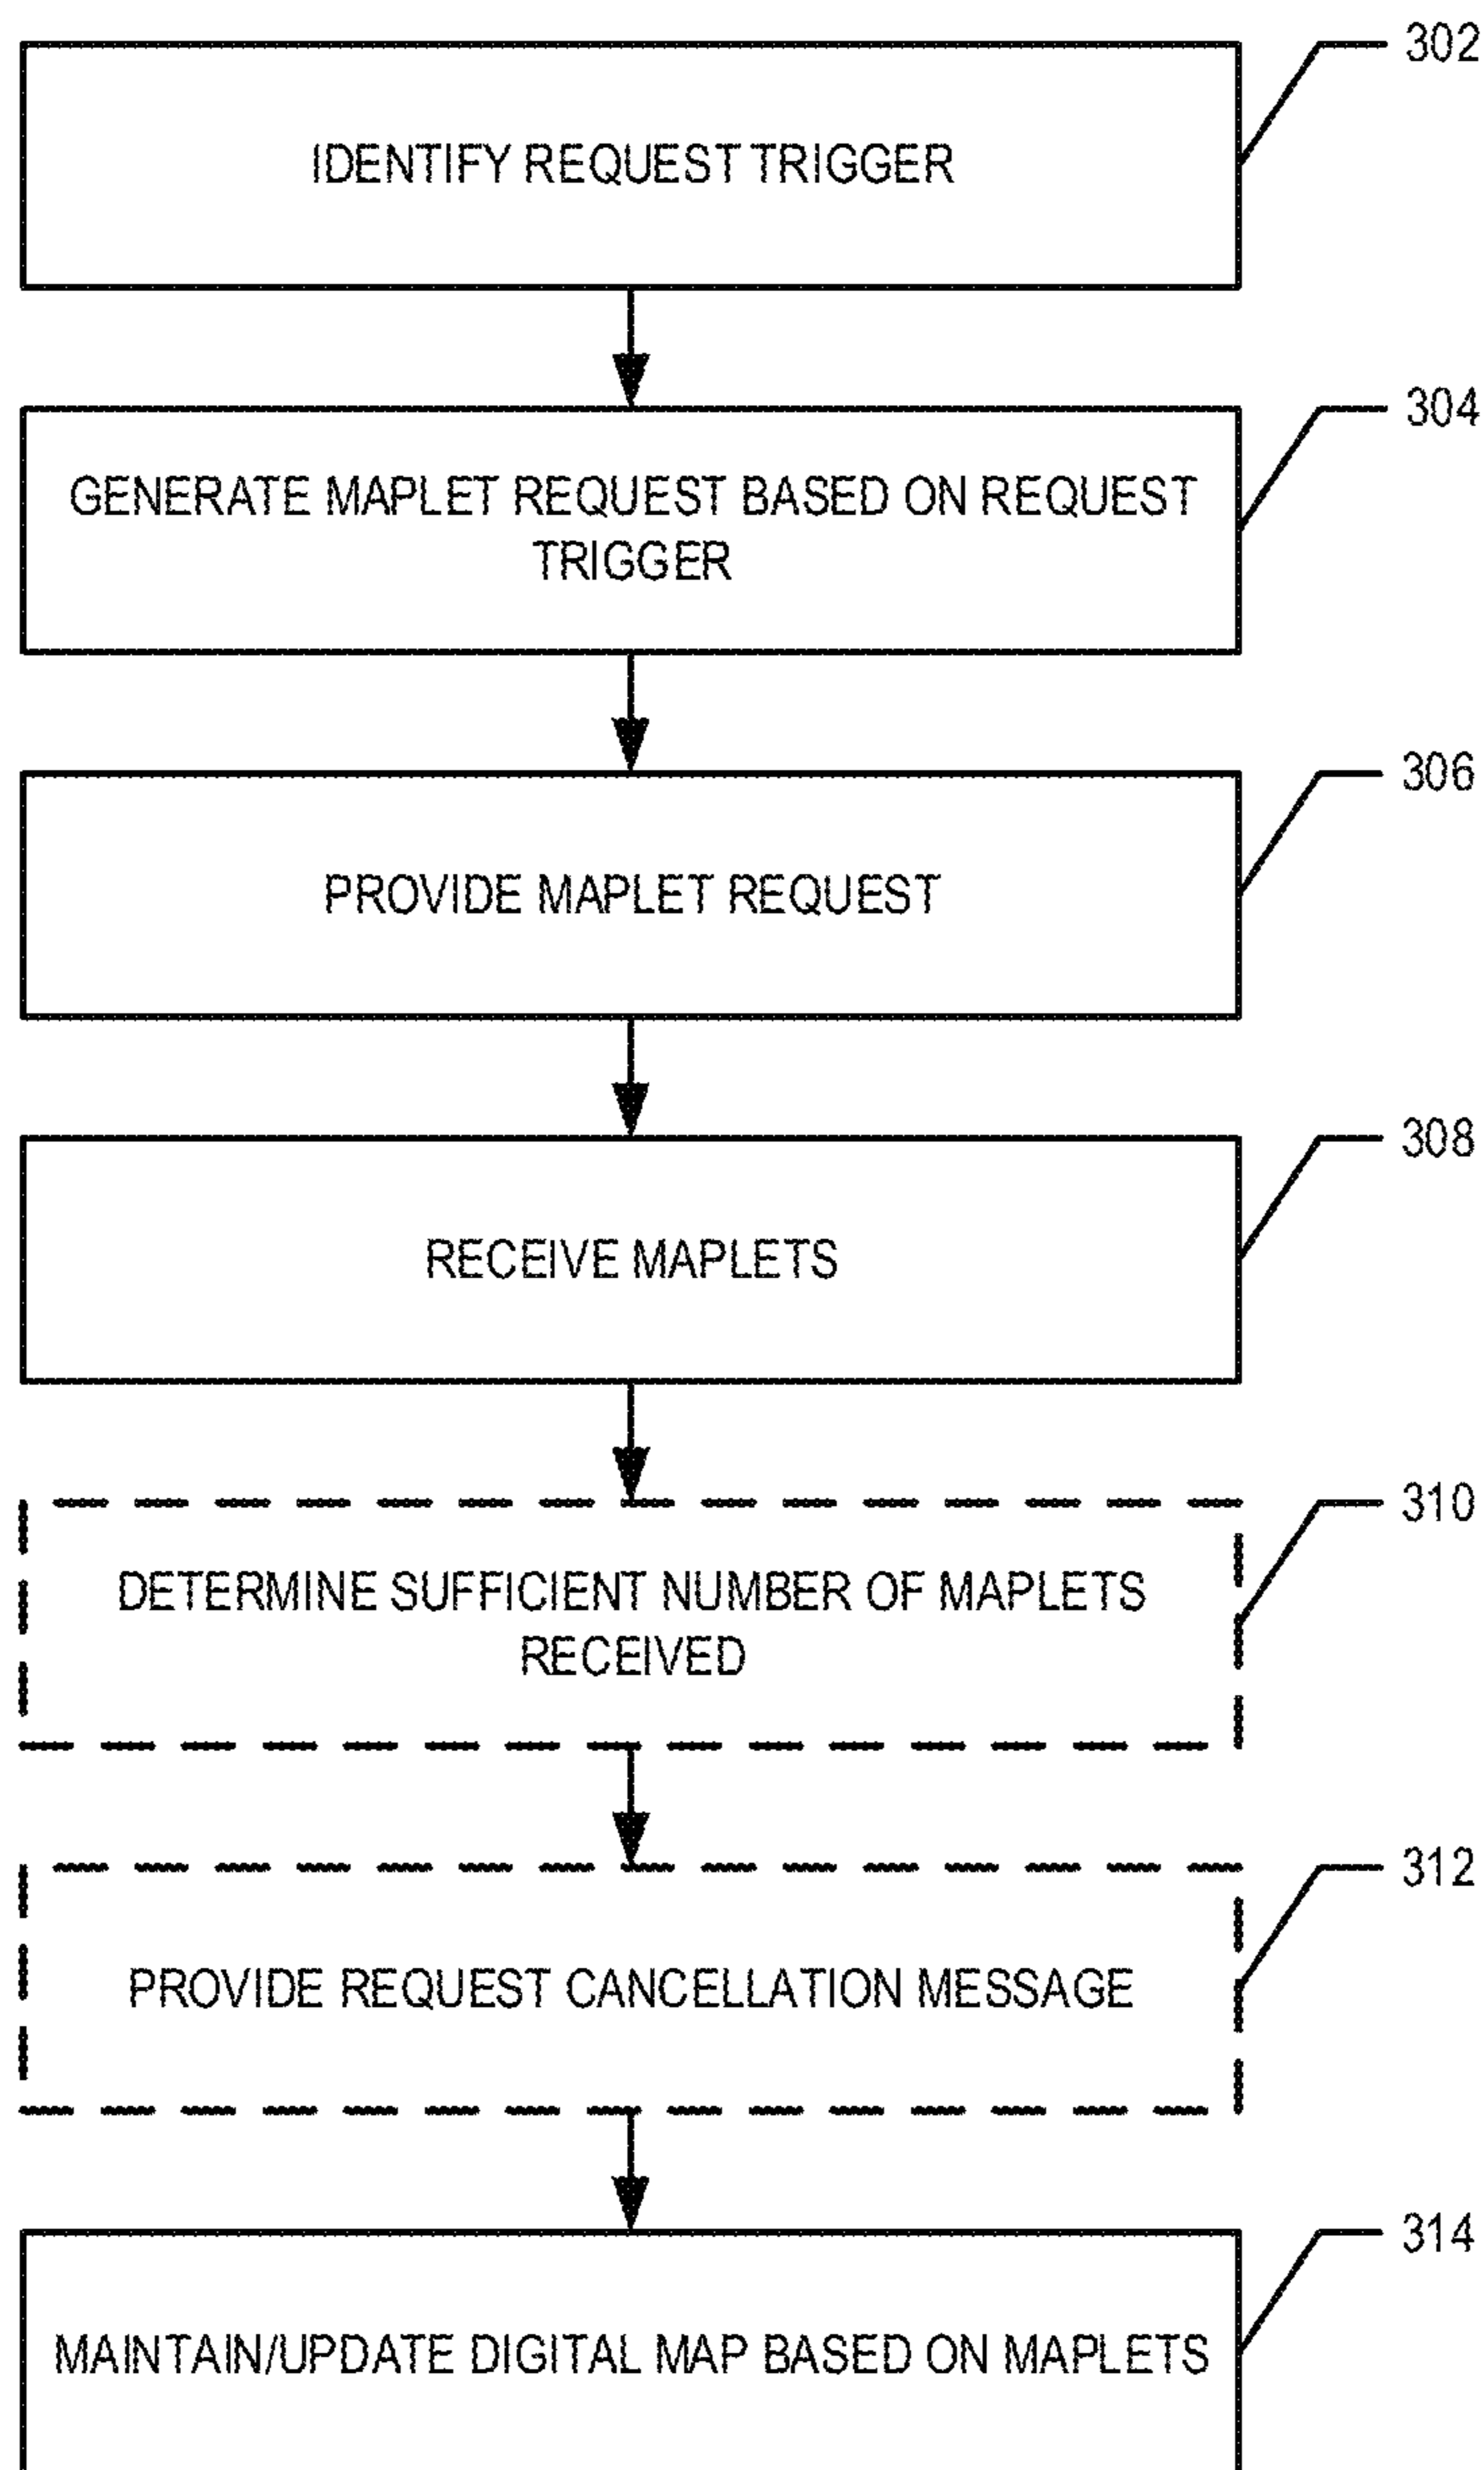 302
IDENTIFY REQUEST TRIGGER
304
GENERATE MAPLET REQUEST BASED ON REQUEST
TRIGGER
306
PROVIDE MAPLET REQUEST
308
RECEIVE MAPLETS
310
DETERMINE SUFFICIENT NUMBER OF MAPLETS
RECEIVED
312
PROVIDE REQUEST CANCELLATION MESSAGE
314
MAINTAIN/UPDATE DIGITAL MAP BASED ON MAPLETS